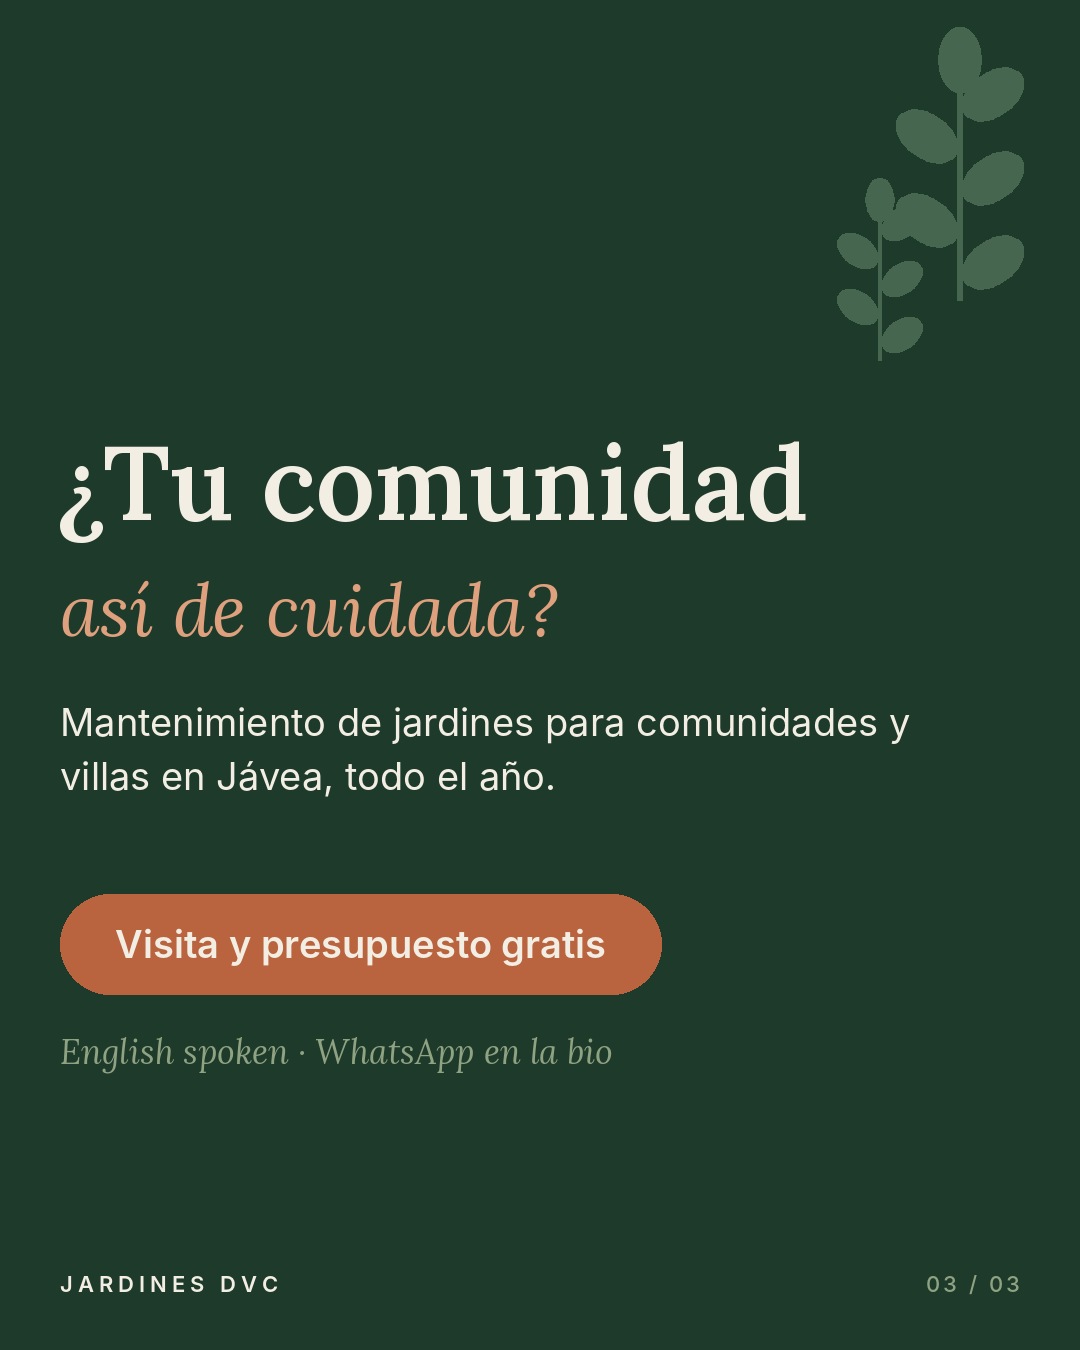 ¿Tu comunidad
así de cuidada?
Mantenimiento de jardines para comunidades y
villas en Jávea, todo el año.
Visita y presupuesto gratis
English spoken · WhatsApp en la bio
JARDINES DVC
03 / 03